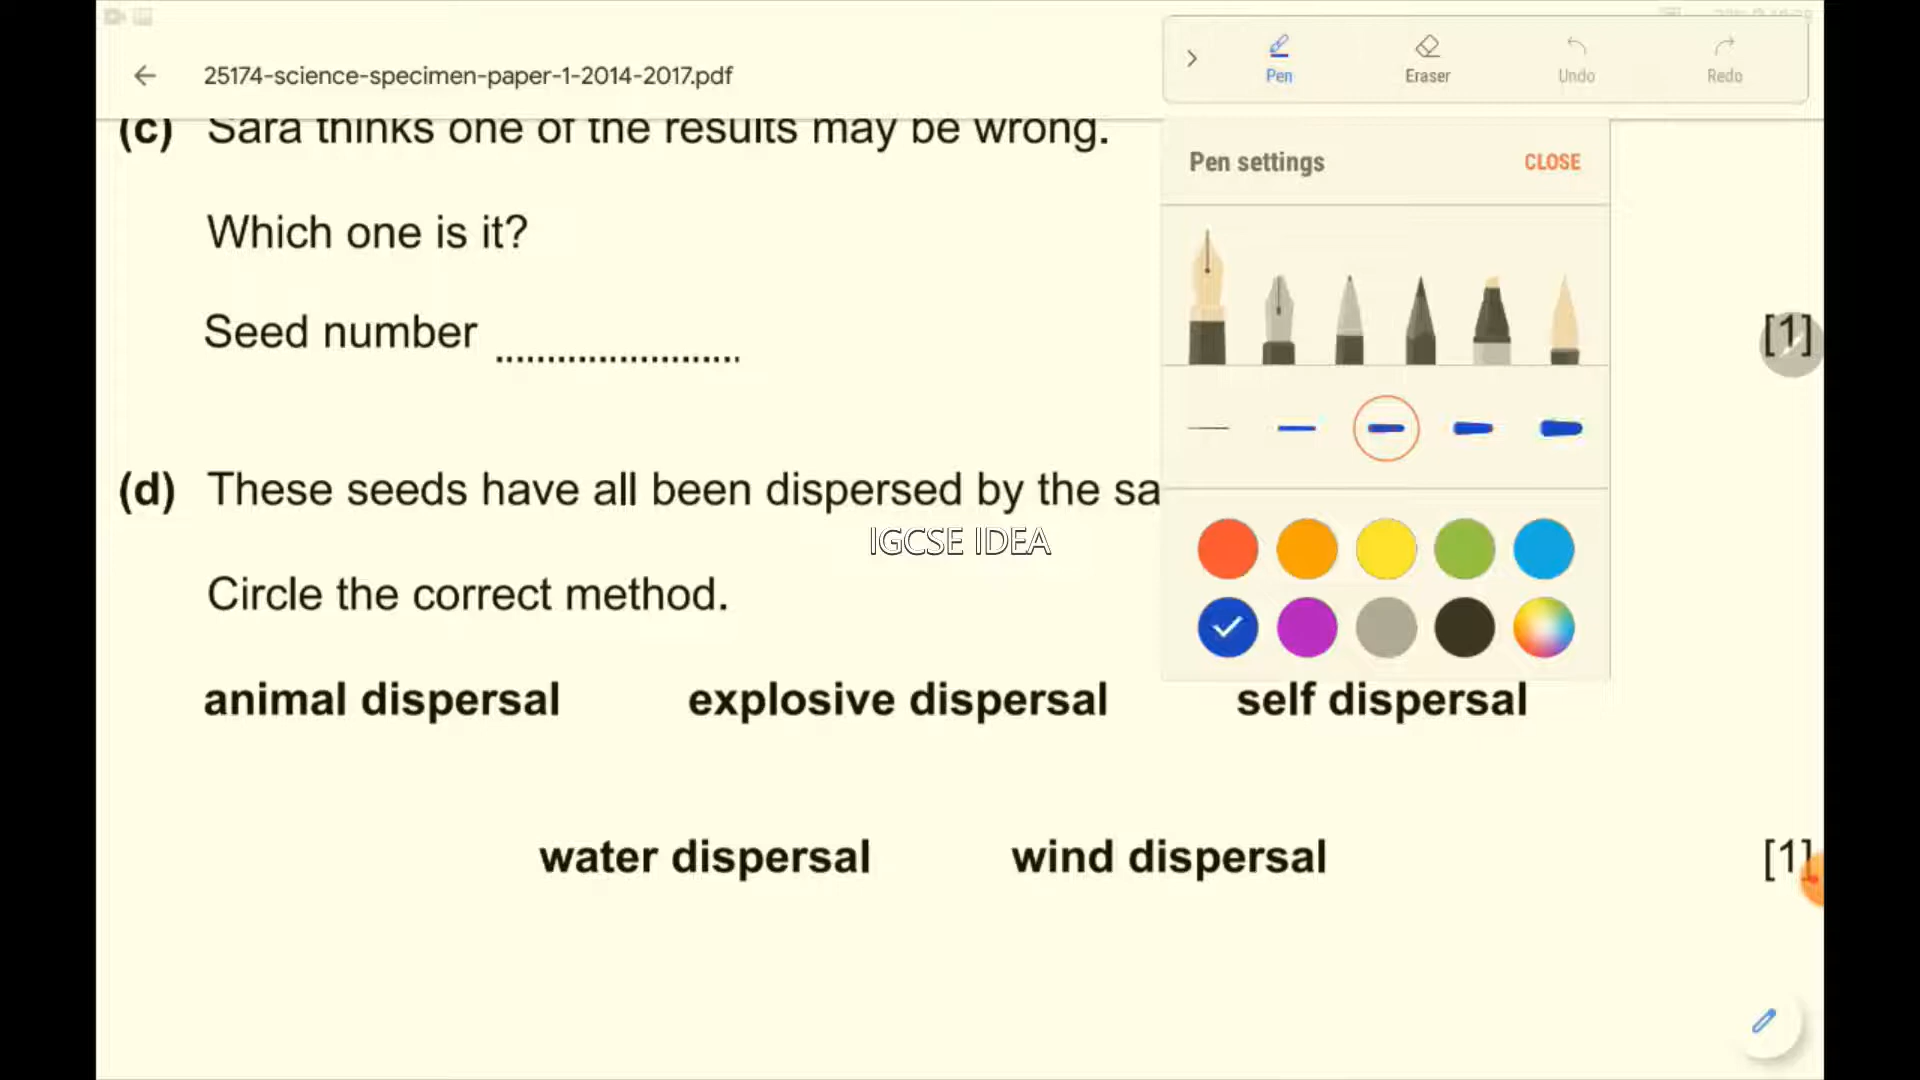 25174-science-specimen-paper-1-2014-2017.pdf
Pen
Eraser
Undo
Redo
(c) Sara thinks one of the results may be wrong.
Pen settings
CLOSE
Which one is it?
Seed number ........................ [1]
(d) These seeds have all been dispersed by the sa
IGCSE IDEA
Circle the correct method.
animal dispersal explosive dispersal self dispersal
water dispersal wind dispersal [1]